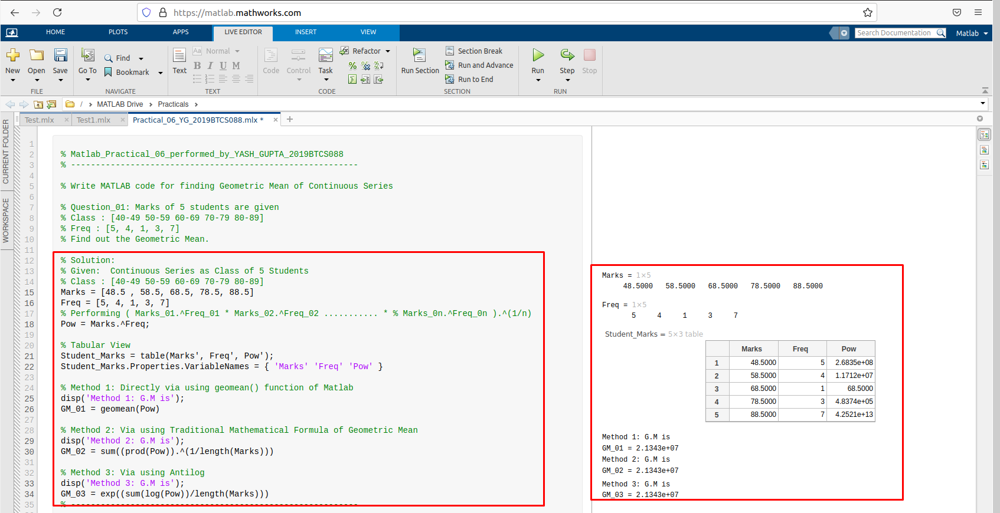 https://matlab.mathworks.com
HOME PLOTS APPS LIVE EDITOR INSERT VIEW
Search Documentation Matlab
New Open Save
FILE
Go To Find Bookmark
NAVIGATE
Text Aa Normal
B I U M
TEXT
Code Control Task Refactor
CODE
Run Section Section Break
Run and Advance
Run to End
SECTION
Run Step Stop
RUN
/ > MATLAB Drive > Practicals >
Test.mlx × Test1.mlx × Practical_06_YG_2019BTCS088.mlx * × +
CURRENT FOLDER
WORKSPACE
1
2 % Matlab_Practical_06_performed_by_YASH_GUPTA_2019BTCS088
3 % ----------------------------------------------------------
4
5 % Write MATLAB code for finding Geometric Mean of Continuous Series
6
7 % Question_01: Marks of 5 students are given
8 % Class : [40-49 50-59 60-69 70-79 80-89]
9 % Freq : [5, 4, 1, 3, 7]
10 % Find out the Geometric Mean.
11
12 % Solution:
13 % Given:  Continuous Series as Class of 5 Students
14 % Class : [40-49 50-59 60-69 70-79 80-89]
15 Marks = [48.5 , 58.5, 68.5, 78.5, 88.5]
16 Freq = [5, 4, 1, 3, 7]
17 % Performing ( Marks_01.^Freq_01 * Marks_02.^Freq_02 ........... * % Marks_0n.^Freq_0n ).^(1/n)
18 Pow = Marks.^Freq;
19
20 % Tabular View
21 Student_Marks = table(Marks', Freq', Pow');
22 Student_Marks.Properties.VariableNames = { 'Marks' 'Freq' 'Pow' }
23
24 % Method 1: Directly via using geomean() function of Matlab
25 disp('Method 1: G.M is');
26 GM_01 = geomean(Pow)
27
28 % Method 2: Via using Traditional Mathematical Formula of Geometric Mean
29 disp('Method 2: G.M is');
30 GM_02 = sum((prod(Pow)).^(1/length(Marks)))
31
32 % Method 3: Via using Antilog
33 disp('Method 3: G.M is');
34 GM_03 = exp((sum(log(Pow))/length(Marks)))
35 % ----------------------------------------------------------
Marks = 1×5
48.5000 58.5000 68.5000 78.5000 88.5000
Freq = 1×5
5 4 1 3 7
Student_Marks = 5×3 table
Marks Freq Pow
1 48.5000 5 2.6835e+08
2 58.5000 4 1.1712e+07
3 68.5000 1 68.5000
4 78.5000 3 4.8374e+05
5 88.5000 7 4.2521e+13
Method 1: G.M is
GM_01 = 2.1343e+07
Method 2: G.M is
GM_02 = 2.1343e+07
Method 3: G.M is
GM_03 = 2.1343e+07